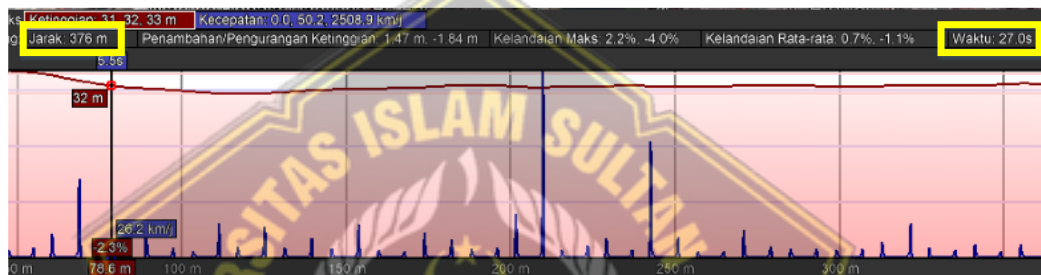 ks Ketinggian: 31, 32, 33 m Kecepatan: 0.0, 50.2, 2508.9 km/j
Jarak: 376 m Penambahan/Pengurangan Ketinggian: 1.47 m, -1.84 m Kelandaian Maks: 2.2%, -4.0% Kelandaian Rata-rata: 0.7%, -1.1% Waktu: 27.0s
5.5s
32 m
ISLAM SULTAN
SITAS
26.2 km/j
-2.3%
0 m 78.6 m 100 m 150 m 200 m 250 m 300 m